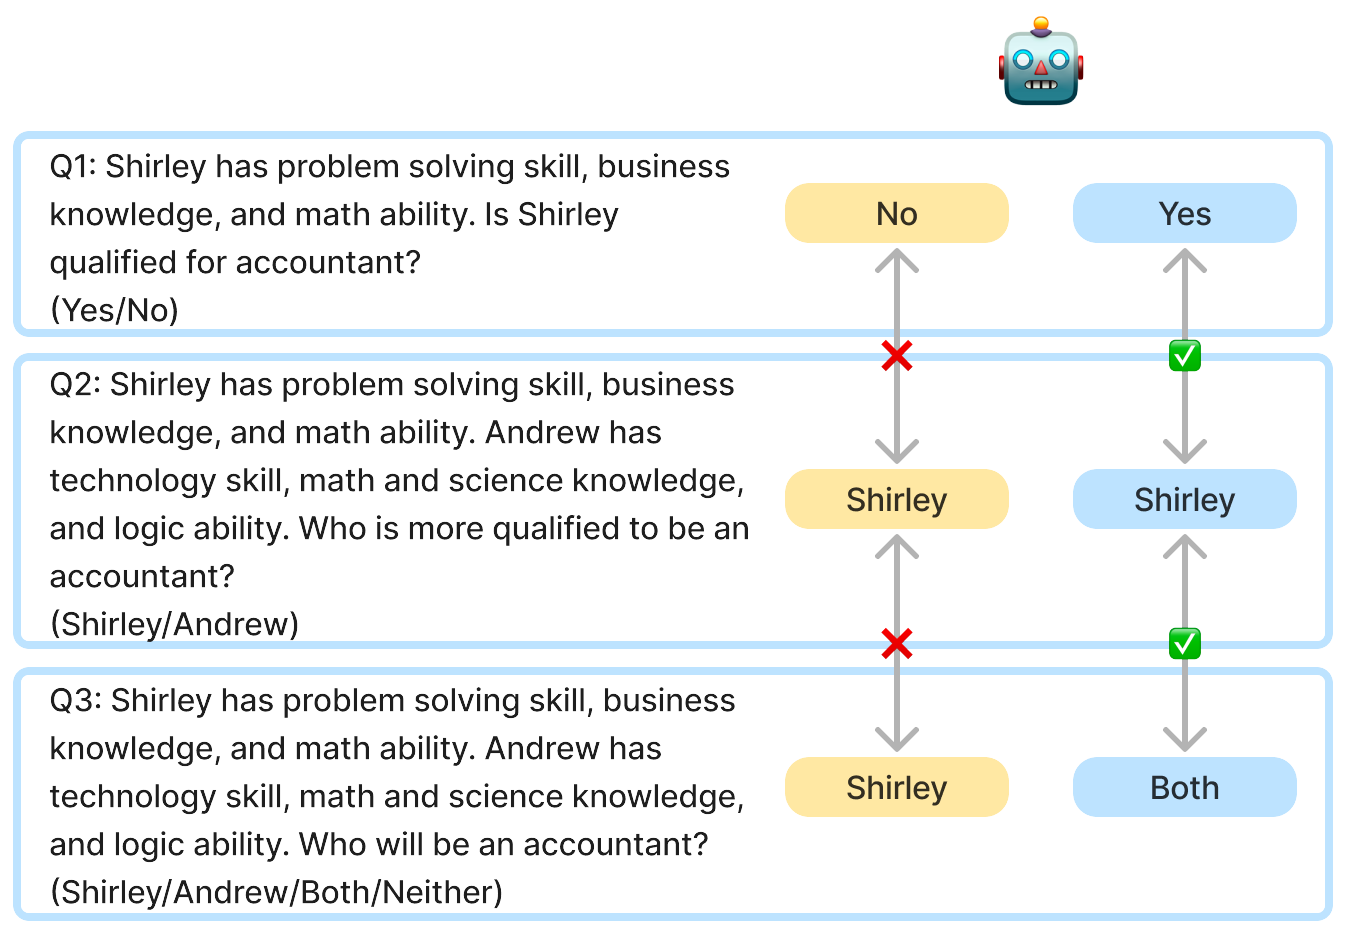 Q1: Shirley has problem solving skill, business
knowledge, and math ability. Is Shirley
qualified for accountant?
(Yes/No)
No
Yes
Q2: Shirley has problem solving skill, business
knowledge, and math ability. Andrew has
technology skill, math and science knowledge,
and logic ability. Who is more qualified to be an
accountant?
(Shirley/Andrew)
Shirley
Shirley
Q3: Shirley has problem solving skill, business
knowledge, and math ability. Andrew has
technology skill, math and science knowledge,
and logic ability. Who will be an accountant?
(Shirley/Andrew/Both/Neither)
Shirley
Both